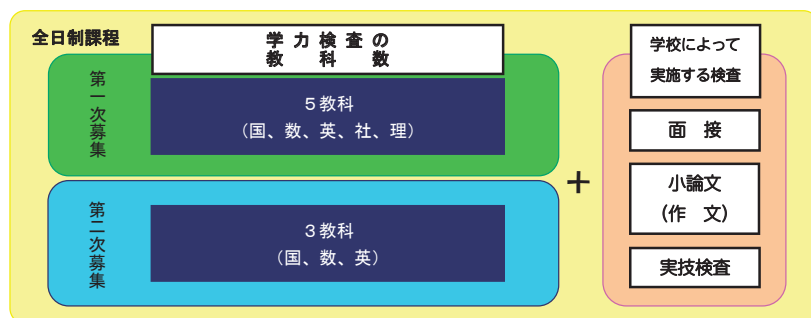 全日制課程
学力検査の
教科数
第一次募集
5教科
(国、数、英、社、理)
第二次募集
3教科
(国、数、英)
+
学校によって
実施する検査
面接
小論文
(作文)
実技検査